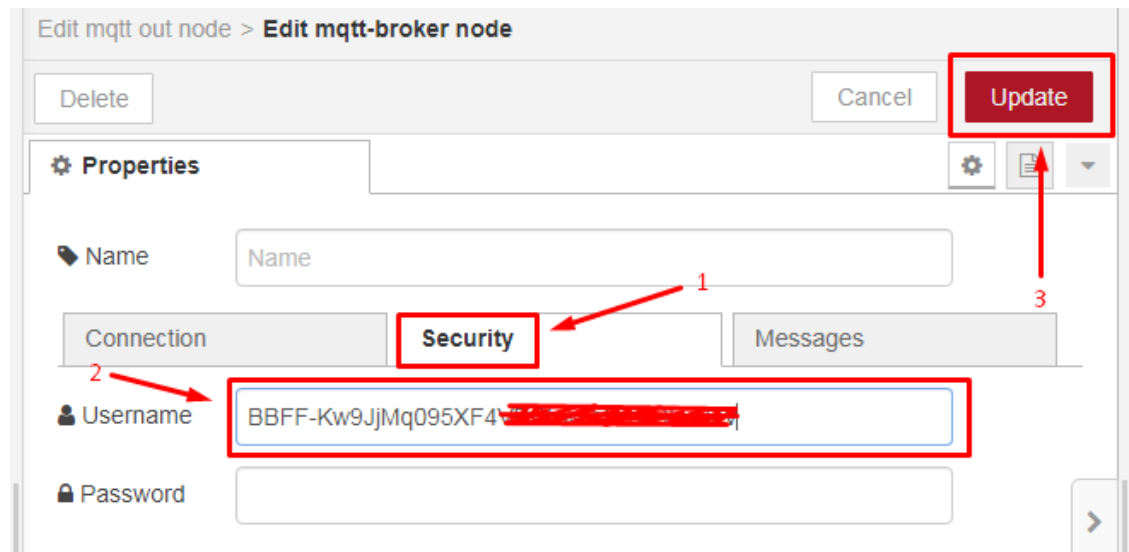 Edit mqtt out node > Edit mqtt-broker node
Delete Cancel Update
Properties
Name Name
1
3
Connection Security Messages
2
Username BBFF-Kw9JjMq095XF4V
Password